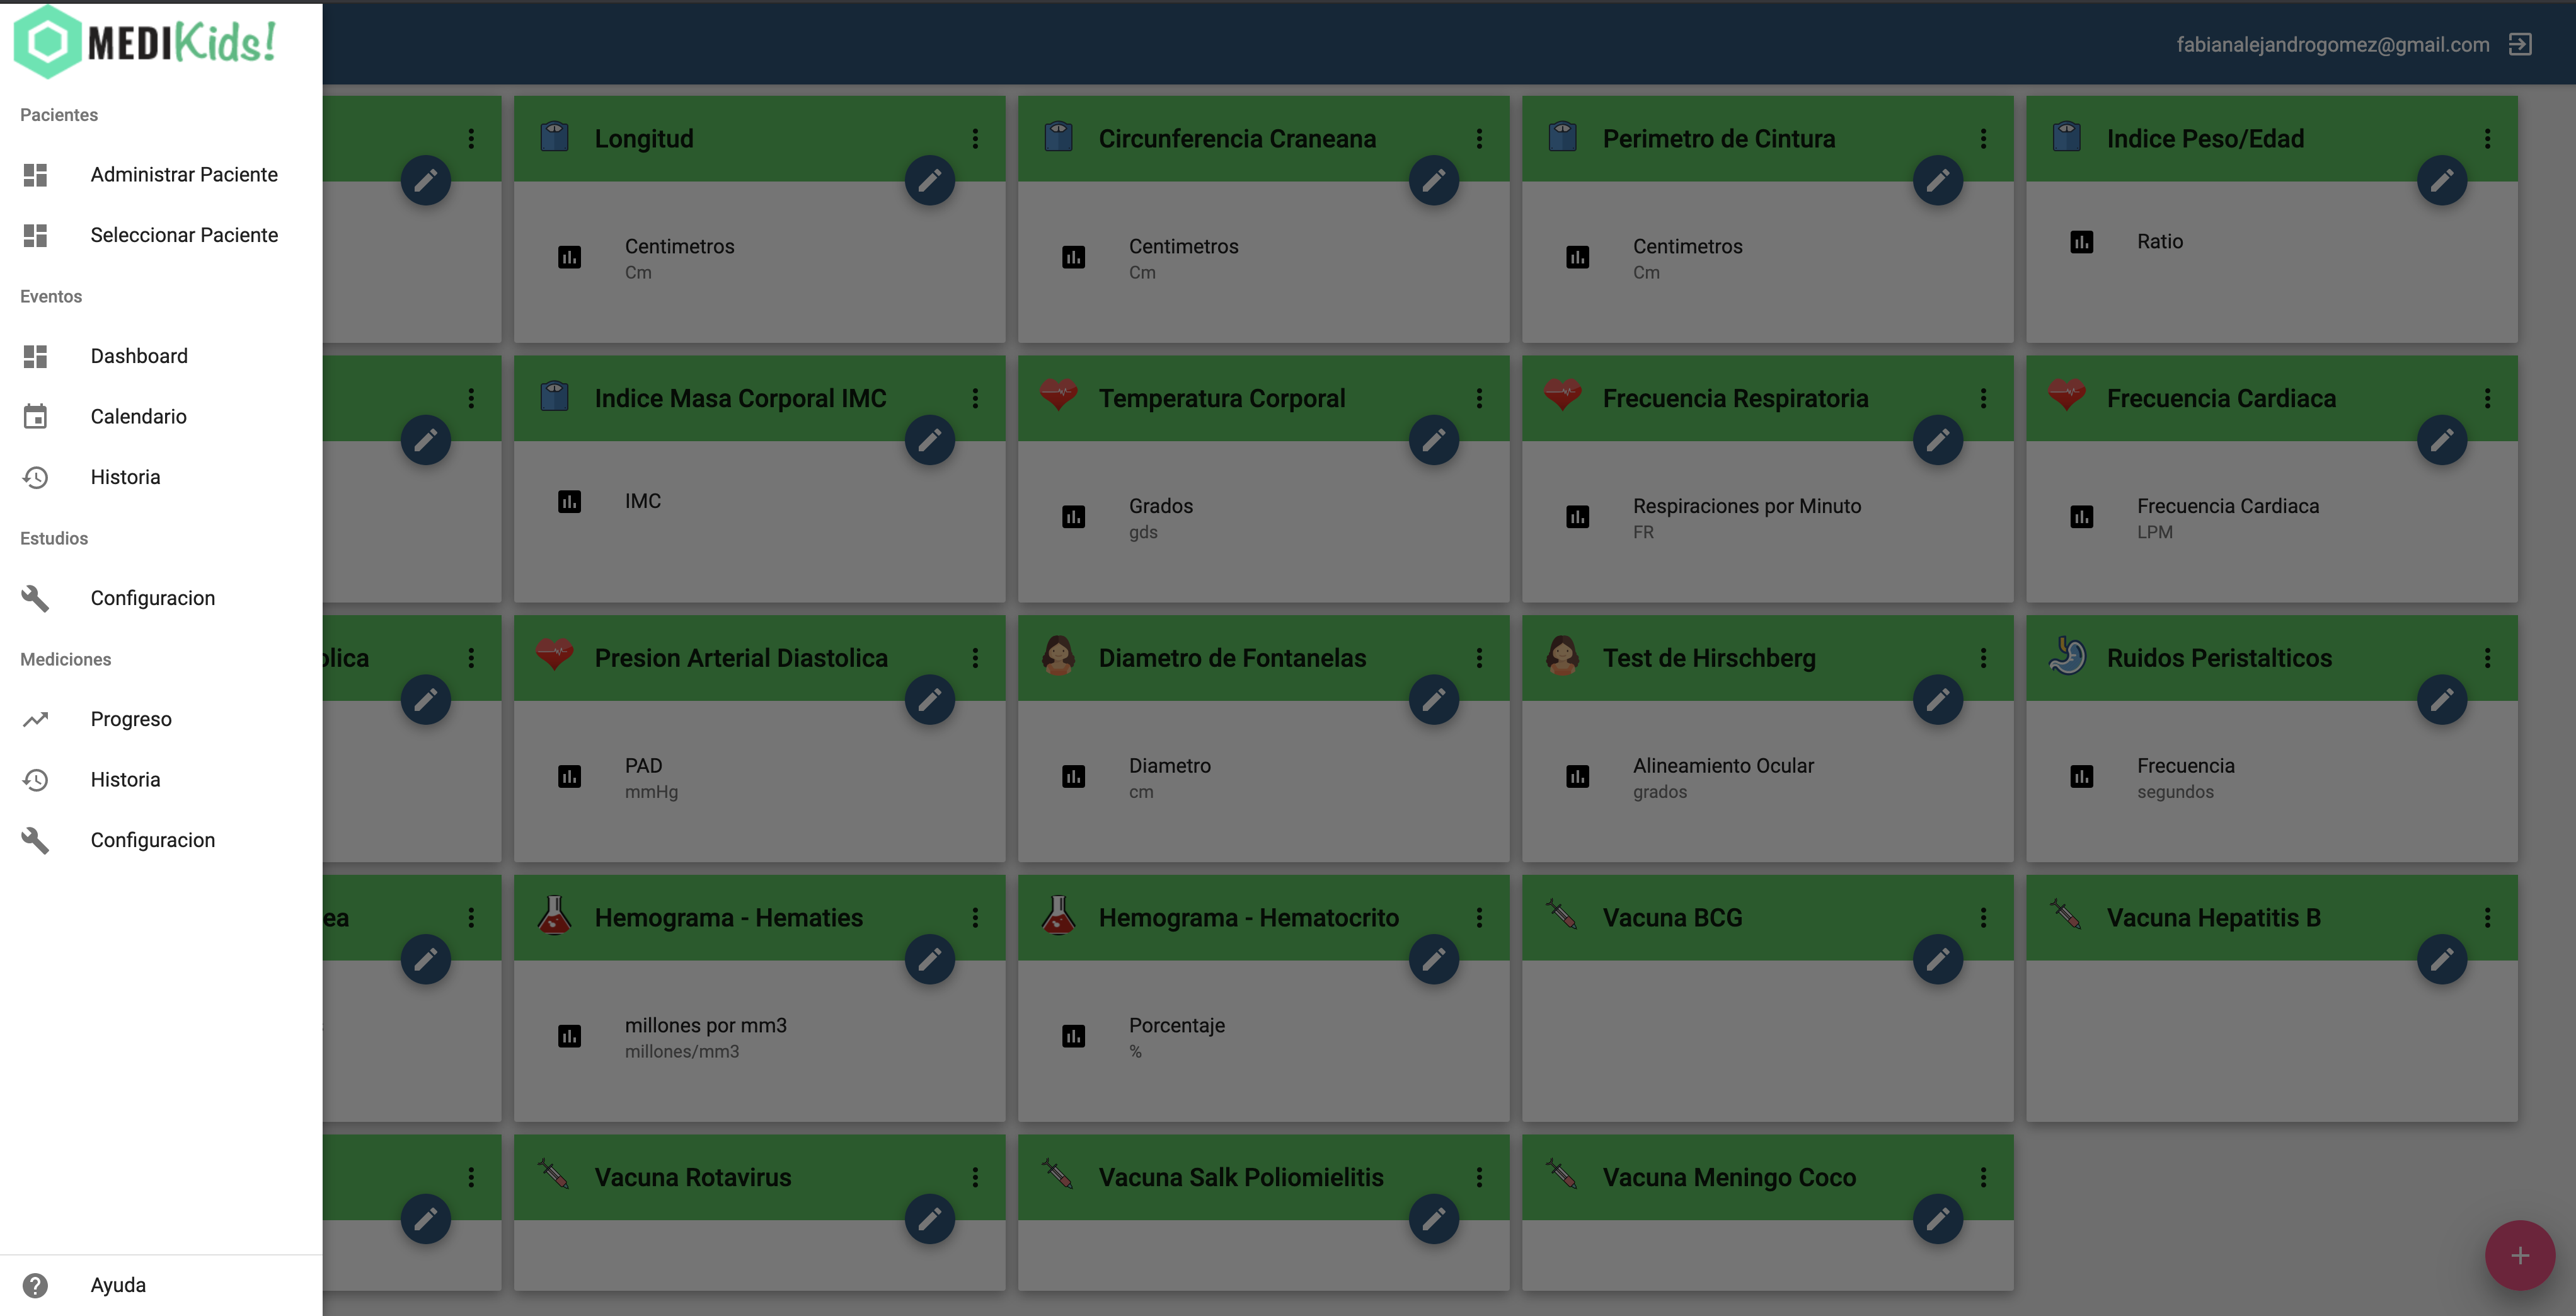 MEDIKids!
Pacientes
Administrar Paciente
Seleccionar Paciente
Eventos
Dashboard
Calendario
Historia
Estudios
Configuracion
Mediciones
Progreso
Historia
Configuracion
Ayuda
fabianalejandrogomez@gmail.com
Longitud
Centimetros
Cm
Circunferencia Craneana
Centimetros
Cm
Perimetro de Cintura
Centimetros
Cm
Indice Peso/Edad
Ratio
Indice Masa Corporal IMC
IMC
Temperatura Corporal
Grados
gds
Frecuencia Respiratoria
Respiraciones por Minuto
FR
Frecuencia Cardiaca
Frecuencia Cardiaca
LPM
olica
Presion Arterial Diastolica
PAD
mmHg
Diametro de Fontanelas
Diametro
cm
Test de Hirschberg
Alineamiento Ocular
grados
Ruidos Peristalticos
Frecuencia
segundos
ea
Hemograma - Hematies
millones por mm3
millones/mm3
Hemograma - Hematocrito
Porcentaje
%
Vacuna BCG
Vacuna Hepatitis B
Vacuna Rotavirus
Vacuna Salk Poliomielitis
Vacuna Meningo Coco